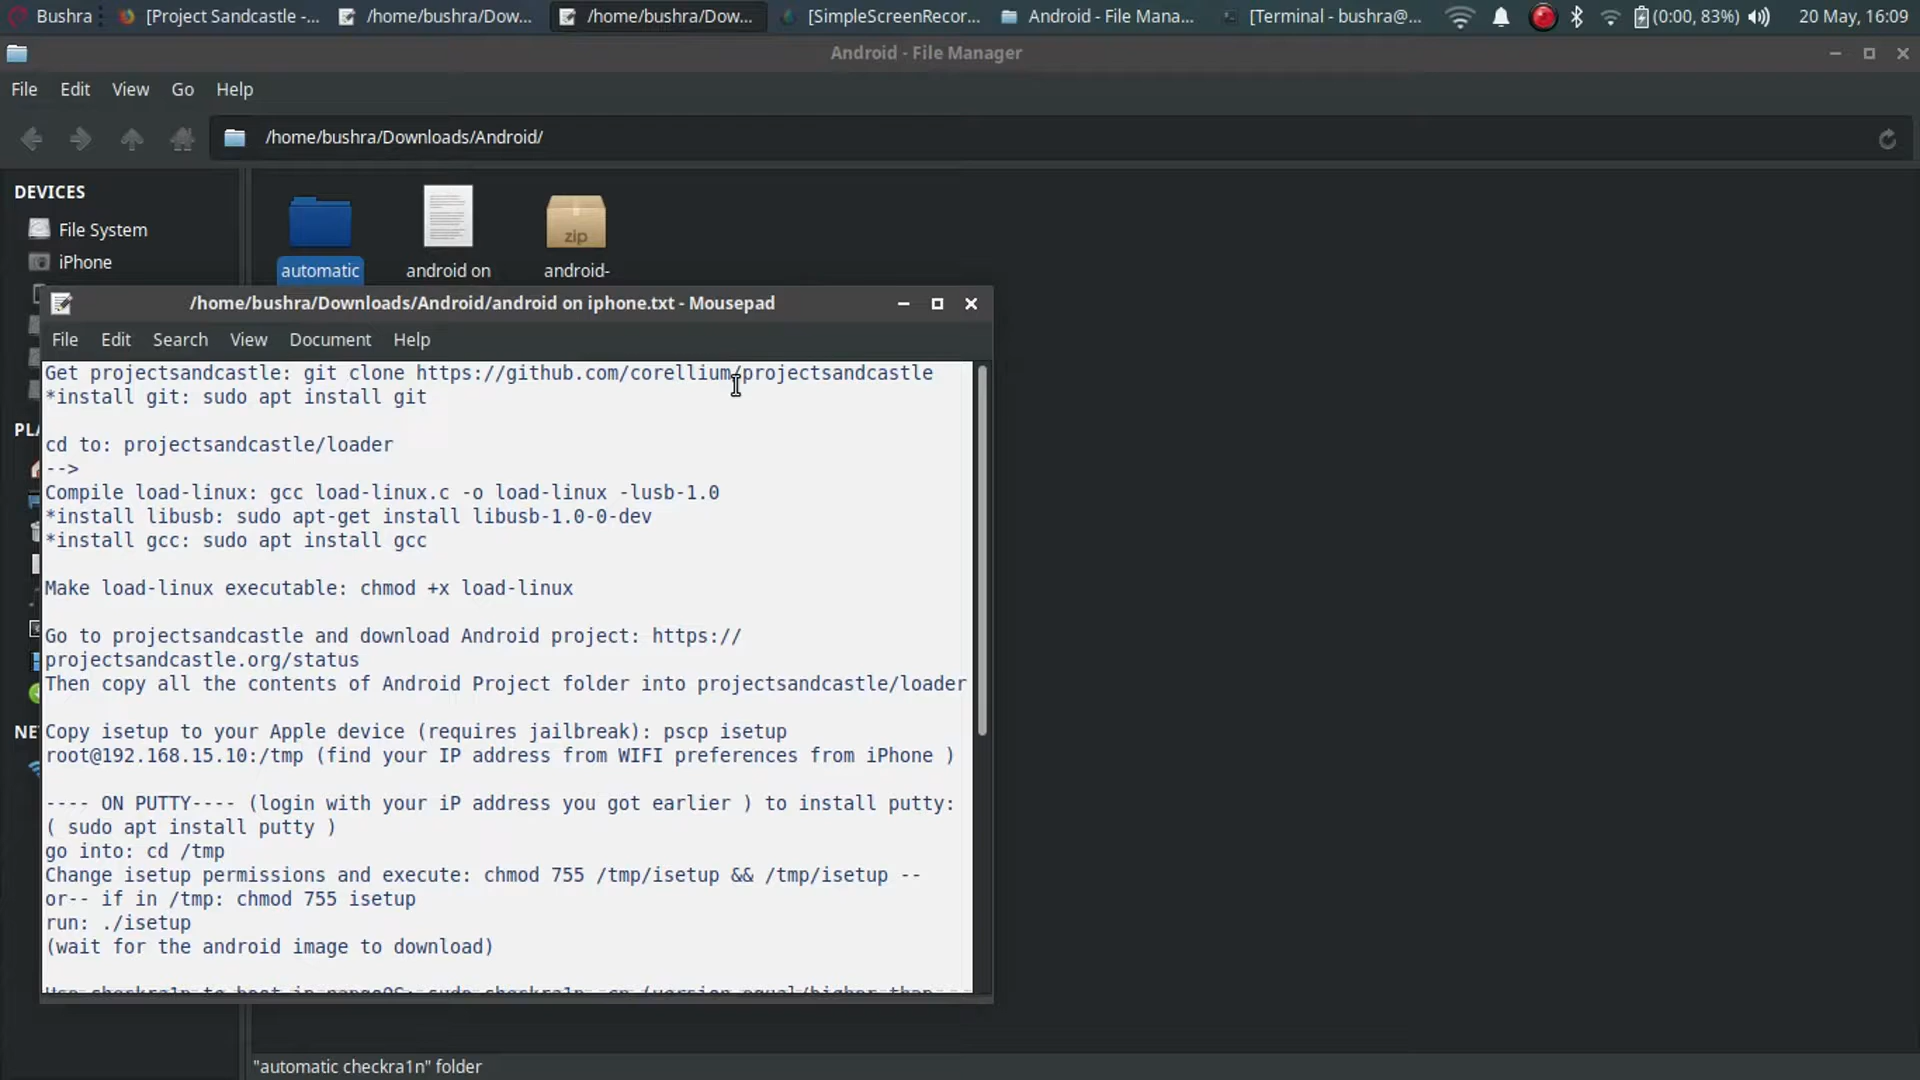 Bushra
[Project Sandcastle -...
/home/bushra/Dow...
/home/bushra/Dow...
[SimpleScreenRecor...
Android - File Mana...
[Terminal - bushra@...
(0:00, 83%)
20 May, 16:09
Android - File Manager
File Edit View Go Help
/home/bushra/Downloads/Android/
DEVICES
File System
iPhone
zip
automatic
android on
android-
/home/bushra/Downloads/Android/android on iphone.txt - Mousepad
File Edit Search View Document Help
Get projectsandcastle: git clone https://github.com/corellium/projectsandcastle
*install git: sudo apt install git
cd to: projectsandcastle/loader
-->
Compile load-linux: gcc load-linux.c -o load-linux -lusb-1.0
*install libusb: sudo apt-get install libusb-1.0-0-dev
*install gcc: sudo apt install gcc
Make load-linux executable: chmod +x load-linux
Go to projectsandcastle and download Android project: https://
projectsandcastle.org/status
Then copy all the contents of Android Project folder into projectsandcastle/loader
Copy isetup to your Apple device (requires jailbreak): pscp isetup
root@192.168.15.10:/tmp (find your IP address from WIFI preferences from iPhone )
---- ON PUTTY---- (login with your iP address you got earlier ) to install putty:
( sudo apt install putty )
go into: cd /tmp
Change isetup permissions and execute: chmod 755 /tmp/isetup && /tmp/isetup --
or-- if in /tmp: chmod 755 isetup
run: ./isetup
(wait for the android image to download)
"automatic checkra1n" folder